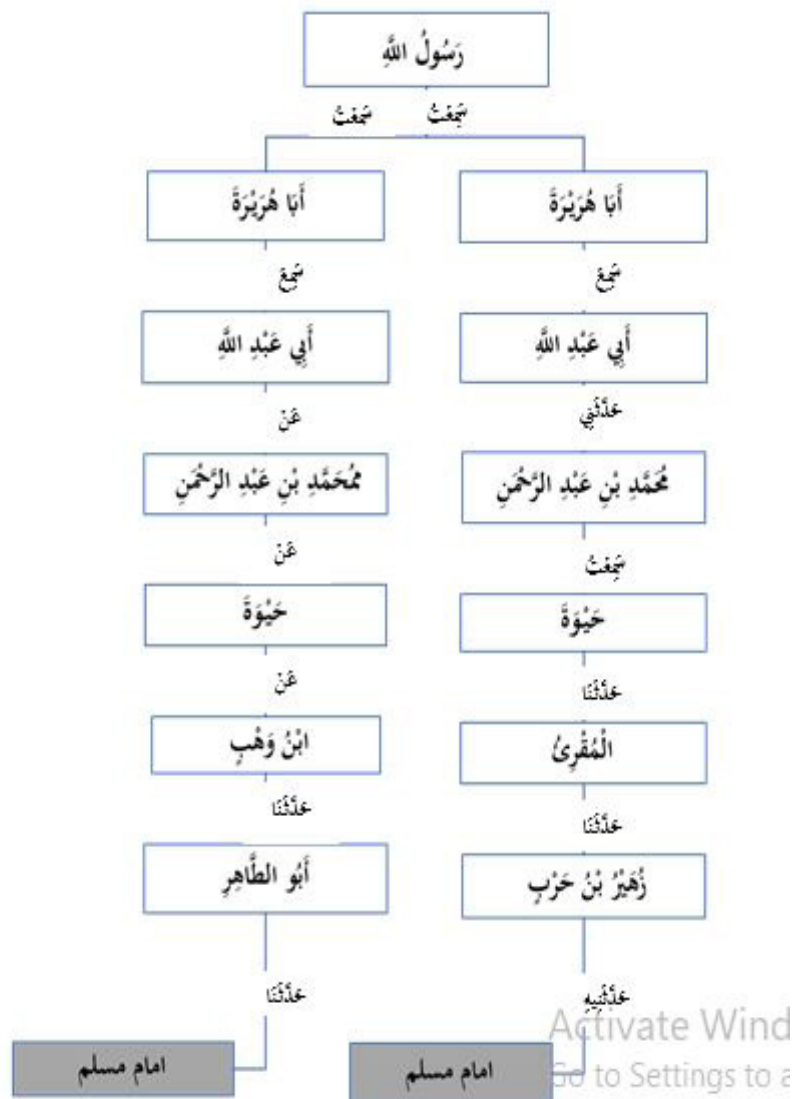 رَسُولُ اللَّهِ
سَمِعْتُ سَمِعْتُ
أَبَا هُرَيْرَةَ أَبَا هُرَيْرَةَ
سَمِعَ سَمِعَ
أَبِي عَبْدِ اللَّهِ أَبِي عَبْدِ اللَّهِ
حَدَّثَنِي عَنْ
مُحَمَّدِ بْنِ عَبْدِ الرَّحْمَنِ ممُحَمَّدِ بْنِ عَبْدِ الرَّحْمَنِ
سَمِعْتُ عَنْ
حَيْوَةَ حَيْوَةَ
حَدَّثَنَا عَنْ
الْمُقْرِئُ ابْنُ وَهْبٍ
حَدَّثَنَا حَدَّثَنَا
زُهَيْرُ بْنُ حَرْبٍ أَبُو الطَّاهِرِ
حَدَّثَنِيهِ حَدَّثَنَا
امام مسلم امام مسلم
Activate Wind
Go to Settings to a